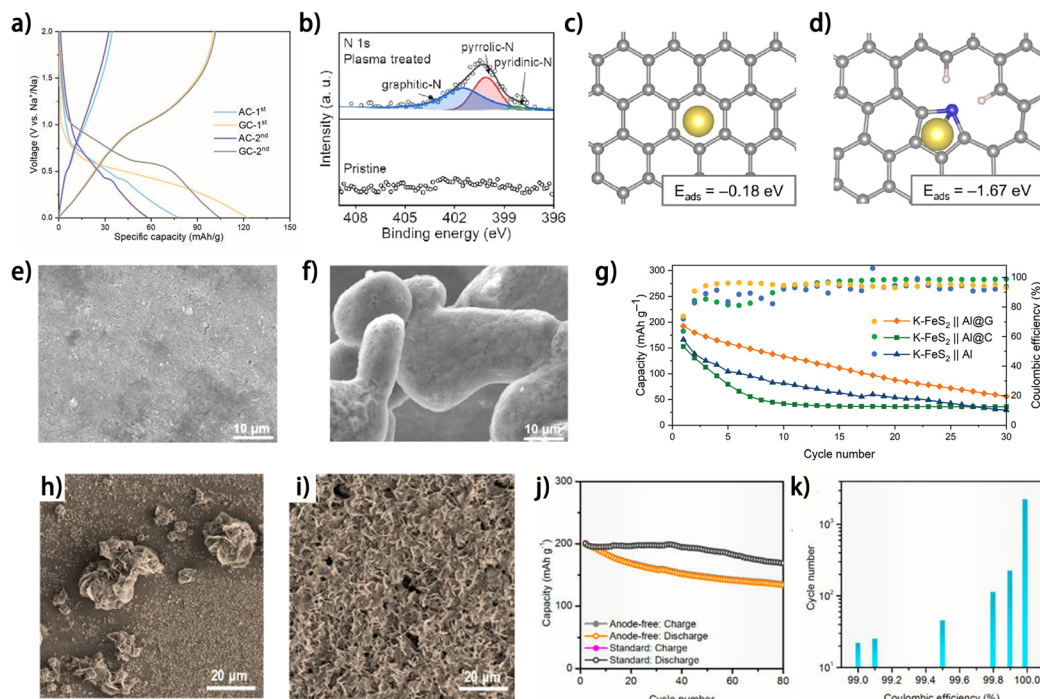 a)
2.0
1.5
1.0
0.5
0.0
Voltage (V vs. Na⁺/Na)
AC-1ˢᵗ
GC-1ˢᵗ
AC-2ⁿᵈ
GC-2ⁿᵈ
0 30 60 90 120 150
Specific capacity (mAh/g)
b)
N 1s
Plasma treated
pyrrolic-N
pyridinic-N
graphitic-N
Pristine
Intensity (a. u.)
408 405 402 399 396
Binding energy (eV)
c)
E_ads = −0.18 eV
d)
E_ads = −1.67 eV
e)
10 μm
f)
10 μm
g)
300
250
200
150
100
50
0
Capacity (mAh g⁻¹)
K-FeS₂ || Al@G
K-FeS₂ || Al@C
K-FeS₂ || Al
100
80
60
40
20
0
Coulombic efficiency (%)
0 5 10 15 20 25 30
Cycle number
h)
20 μm
i)
20 μm
j)
300
200
100
0
Capacity (mAh g⁻¹)
Anode-free: Charge
Anode-free: Discharge
Standard: Charge
Standard: Discharge
0 20 40 60 80
Cycle number
k)
10³
10²
10¹
Cycle number
99.0 99.2 99.4 99.6 99.8 100.0
Coulombic efficiency (%)